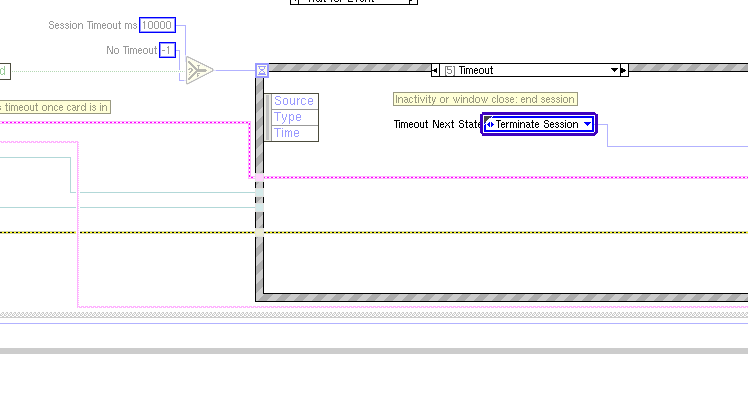 Wait for Event
Session Timeout ms 10000
No Timeout -1
d
[5] Timeout
s timeout once card is in
Source
Type
Time
Inactivity or window close: end session
Timeout Next State
Terminate Session